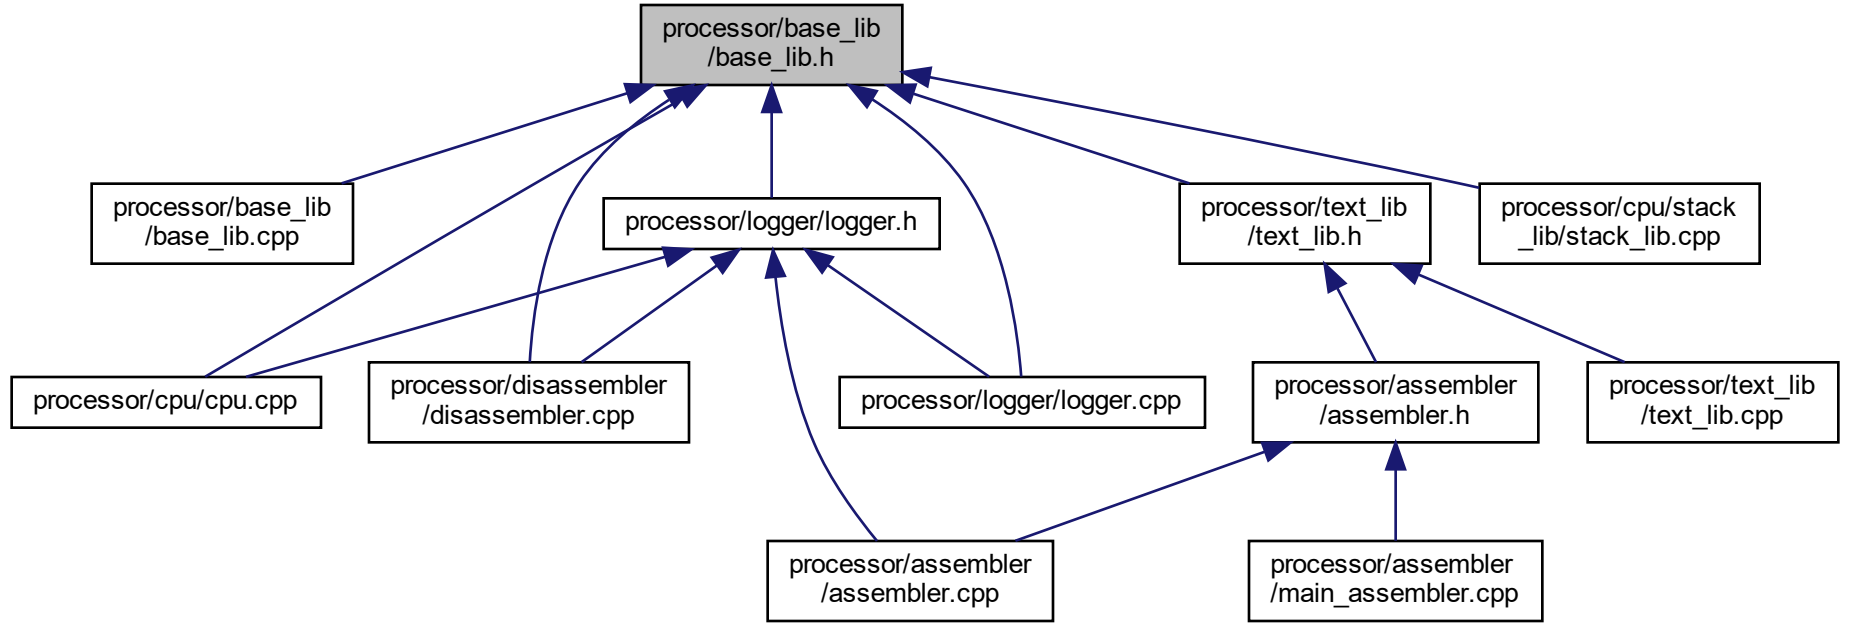 processor/base_lib
/base_lib.h
processor/base_lib
/base_lib.cpp
processor/logger/logger.h
processor/text_lib
/text_lib.h
processor/cpu/stack
_lib/stack_lib.cpp
processor/cpu/cpu.cpp
processor/disassembler
/disassembler.cpp
processor/logger/logger.cpp
processor/assembler
/assembler.h
processor/text_lib
/text_lib.cpp
processor/assembler
/assembler.cpp
processor/assembler
/main_assembler.cpp